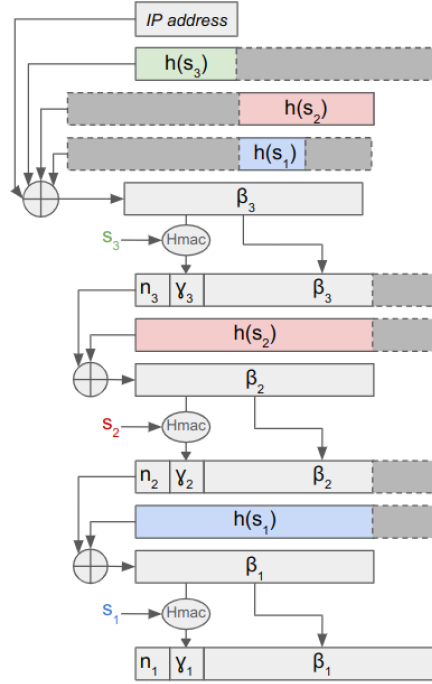 IP address
h(s₃)
h(s₂)
h(s₁)
β₃
s₃ Hmac
n₃ γ₃ β₃
h(s₂)
β₂
s₂ Hmac
n₂ γ₂ β₂
h(s₁)
β₁
s₁ Hmac
n₁ γ₁ β₁